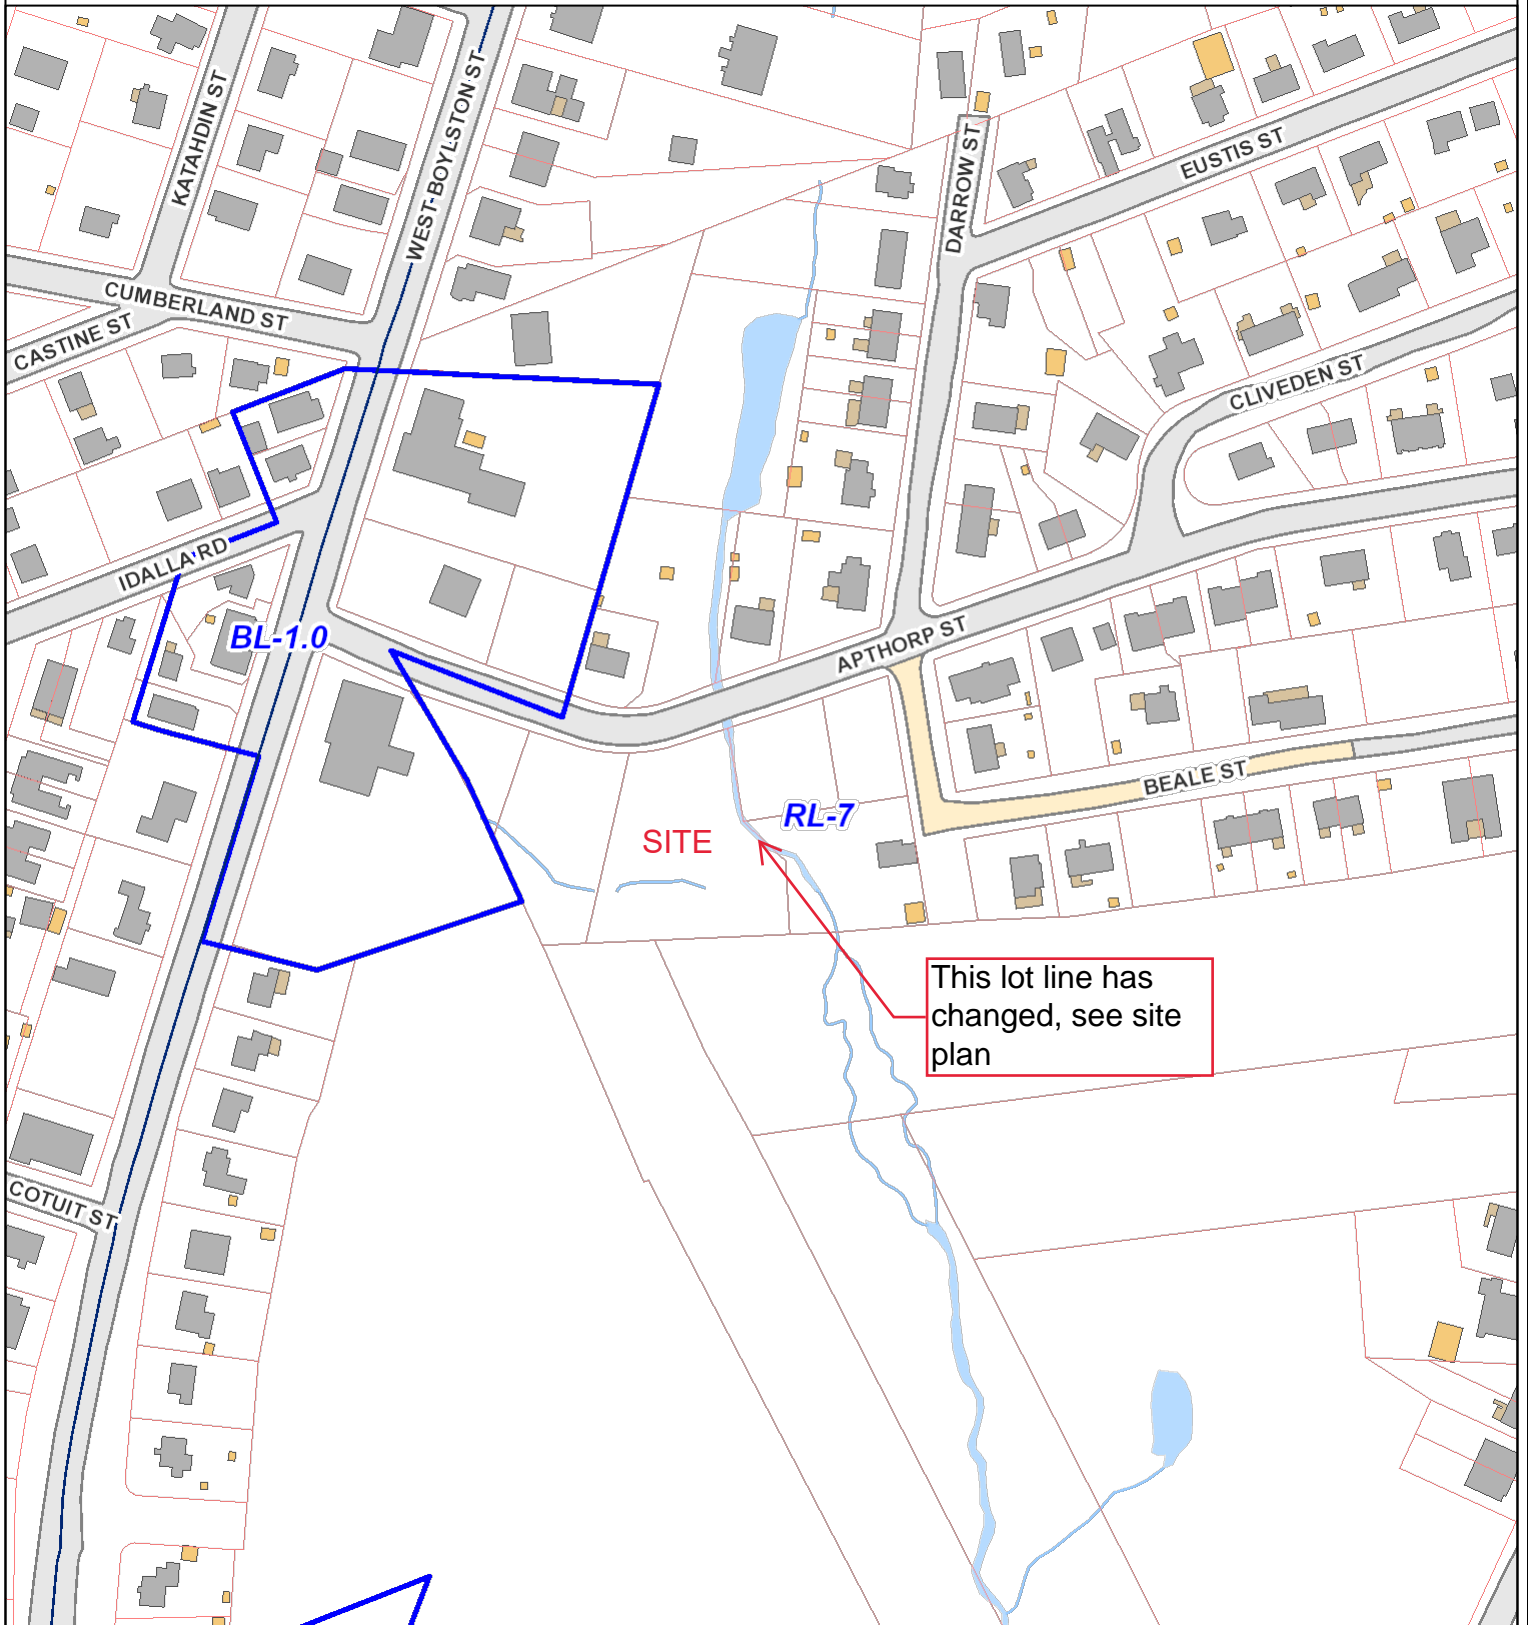 KATAHDIN ST
WEST BOYLSTON ST
DARROW ST
EUSTIS ST
CUMBERLAND ST
CASTINE ST
CLIVEDEN ST
IDALLA RD
BL-1.0
APTHORP ST
BEALE ST
RL-7
SITE
This lot line has
changed, see site
plan
COTUIT ST